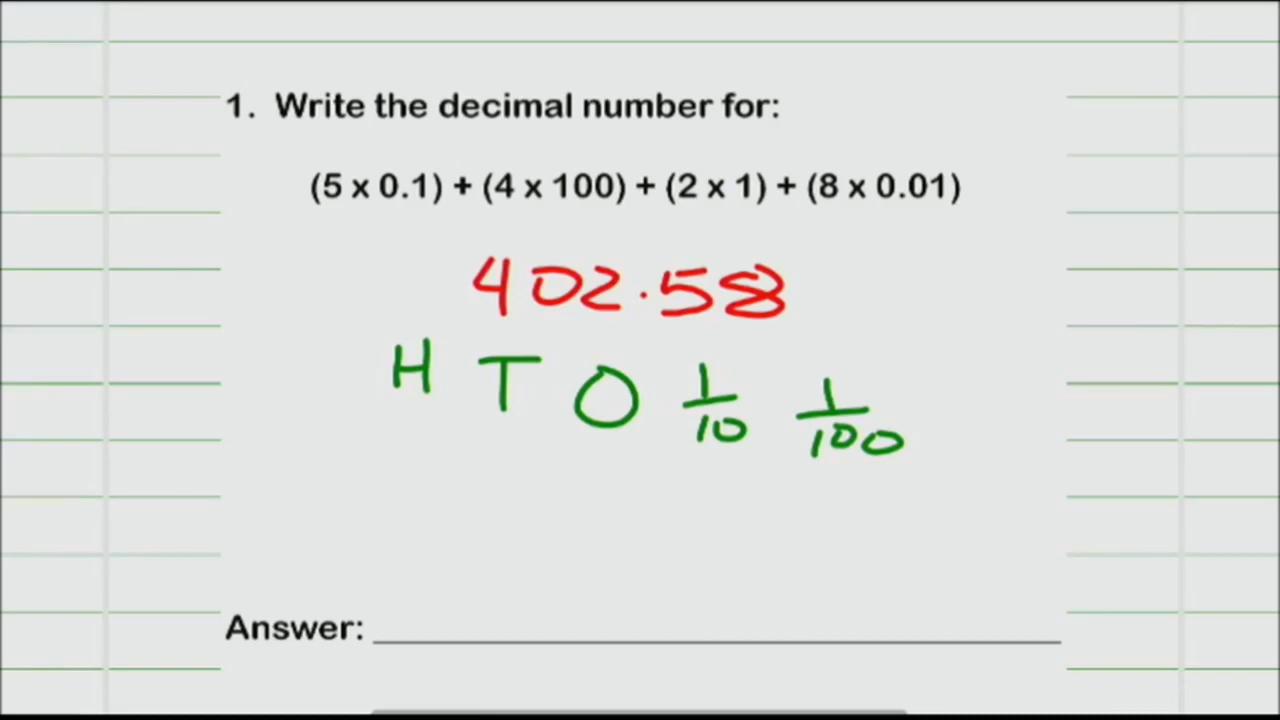 1. Write the decimal number for:
(5 x 0.1) + (4 x 100) + (2 x 1) + (8 x 0.01)
402.58
H T O 1/10 1/100
Answer: